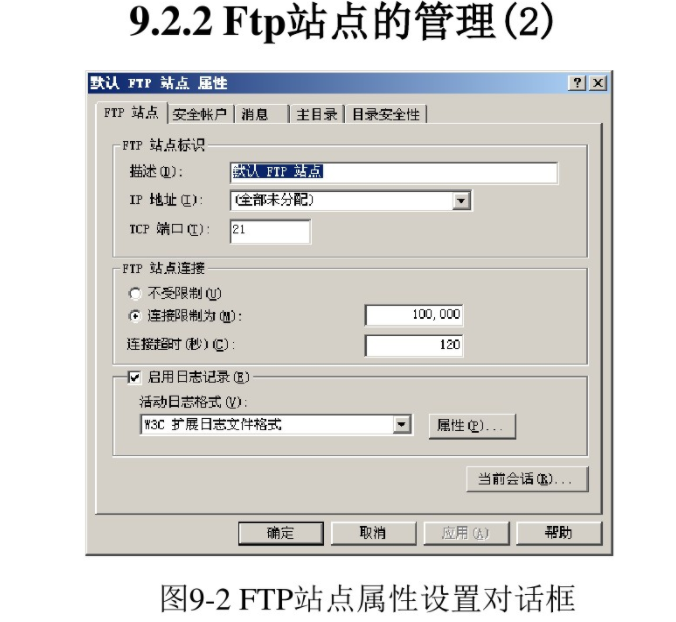 9.2.2 Ftp站点的管理(2)
默认 FTP 站点 属性
FTP 站点 安全帐户 消息 主目录 目录安全性
FTP 站点标识
描述(D): 默认 FTP 站点
IP 地址(I): (全部未分配)
TCP 端口(T): 21
FTP 站点连接
不受限制(U)
连接限制为(M): 100,000
连接超时(秒)(C): 120
启用日志记录(E)
活动日志格式(V):
W3C 扩展日志文件格式 属性(P)...
当前会话(R)...
确定 取消 应用(A) 帮助
图9-2 FTP站点属性设置对话框